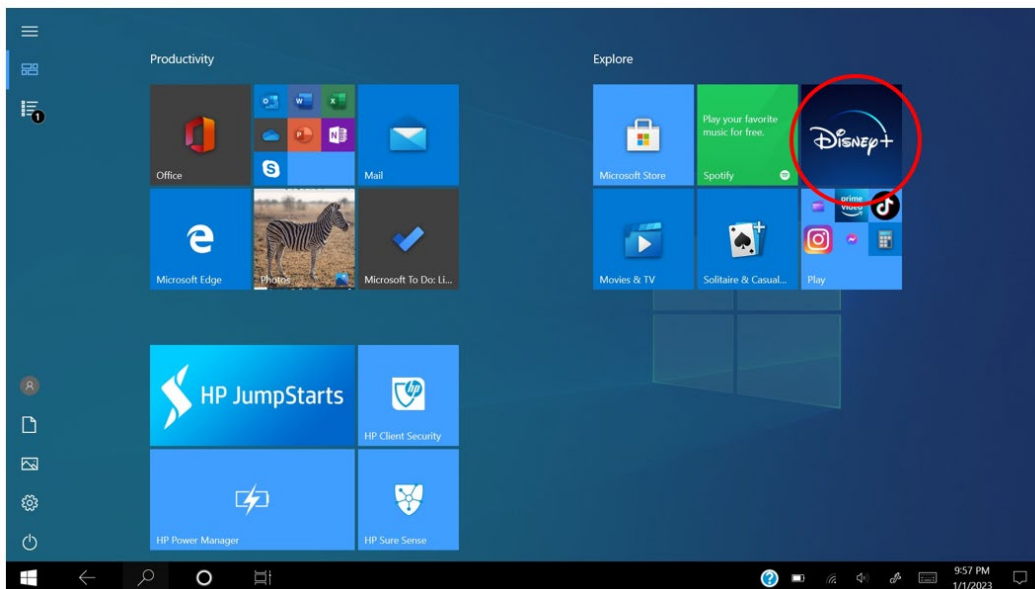 Productivity
Explore
Office
Mail
Play your favorite
music for free.
Microsoft Store
Spotify
Disney+
Microsoft Edge
Photos
Microsoft To Do: Li...
Movies & TV
Solitaire & Casual...
prime
video
Play
1
HP JumpStarts
hp
HP Client Security
HP Power Manager
HP Sure Sense
9:57 PM
1/1/2023